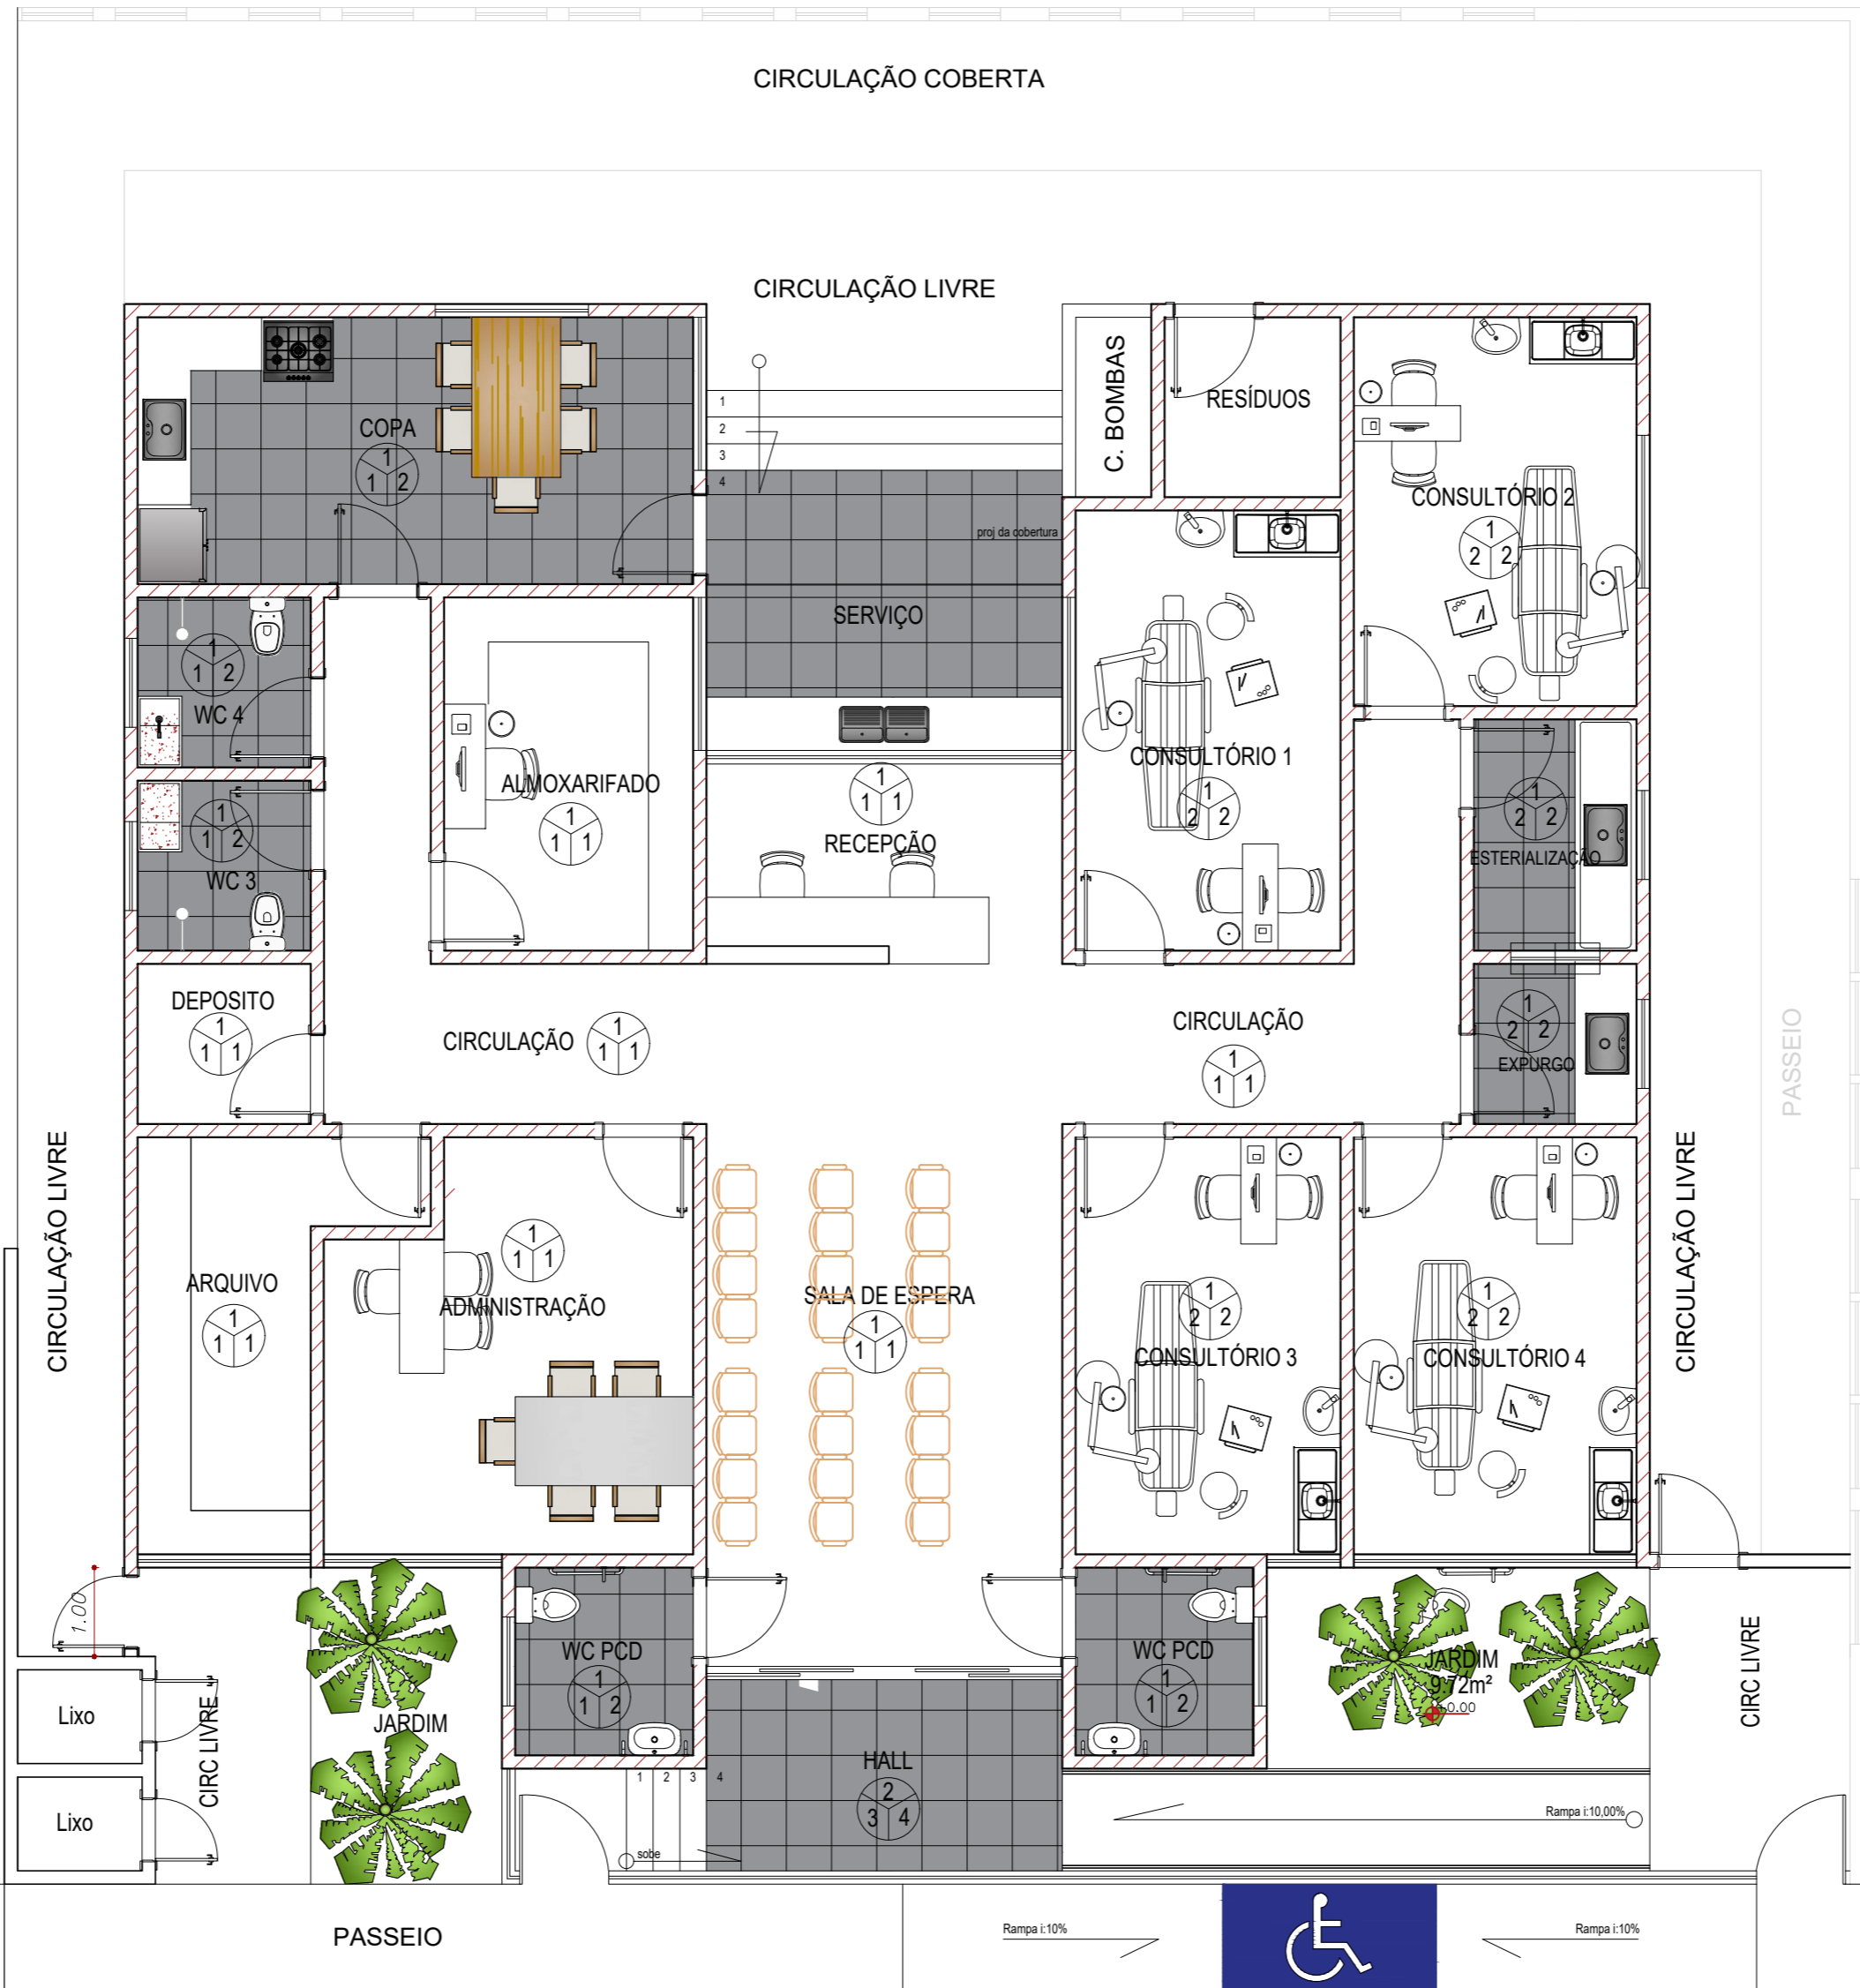 CIRCULAÇÃO COBERTA
CIRCULAÇÃO LIVRE
C. BOMBAS
RESÍDUOS
1
2
3
4
COPA
1
1 2
CONSULTÓRIO 2
1
2 2
proj da cobertura
SERVIÇO
1
1 2
WC 4
CONSULTÓRIO 1
1
2 2
ALMOXARIFADO
1
1 1
1
1 1
RECEPÇÃO
1
2 2
ESTERIALIZAÇÃO
1
1 2
WC 3
DEPOSITO
1
1 1
CIRCULAÇÃO
1
1 1
CIRCULAÇÃO
1
1 1
1
2 2
EXPURGO
PASSEIO
CIRCULAÇÃO LIVRE
CIRCULAÇÃO LIVRE
ARQUIVO
1
1 1
1
1 1
ADMINISTRAÇÃO
SALA DE ESPERA
1
1 1
1
2 2
CONSULTÓRIO 3
1
2 2
CONSULTÓRIO 4
1.00
WC PCD
1
1 2
WC PCD
1
1 2
JARDIM
9.72m²
0.00
CIRC LIVRE
Lixo
CIRC LIVRE
JARDIM
Lixo
1 2 3 4
sobe
HALL
2
3 4
Rampa i:10,00%
PASSEIO
Rampa i:10%
Rampa i:10%